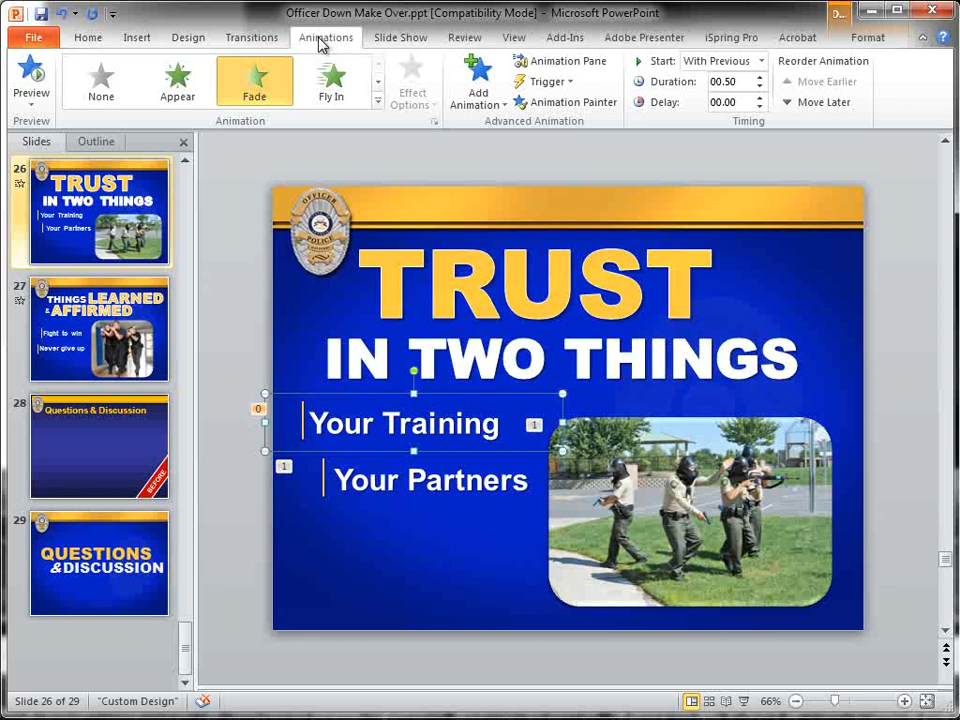 Officer Down Make Over.ppt [Compatibility Mode] – Microsoft PowerPoint
D...
File Home Insert Design Transitions Animations Slide Show Review View Add-Ins Adobe Presenter iSpring Pro Acrobat Format
Preview
Preview
None Appear Fade Fly In
Effect Options
Animation
Add Animation
Animation Pane
Trigger
Animation Painter
Advanced Animation
Start: With Previous
Duration: 00.50
Delay: 00.00
Reorder Animation
Move Earlier
Move Later
Timing
Slides Outline
26
TRUST
IN TWO THINGS
Your Training
Your Partners
27
THINGS LEARNED
& AFFIRMED
Fight to win
Never give up
28
Questions & Discussion
BEFORE
29
QUESTIONS
&DISCUSSION
OFFICER
POLICE
TRUST
IN TWO THINGS
0
Your Training
1
1
Your Partners
Slide 26 of 29 "Custom Design" 66%